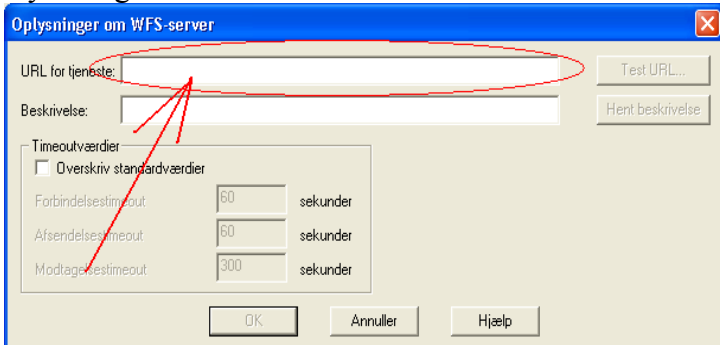 Oplysninger om WFS-server
URL for tjeneste:
Test URL...
Beskrivelse:
Hent beskrivelse
Timeoutværdier
Overskriv standardværdier
Forbindelsestimeout 60 sekunder
Afsendelsestimeout 60 sekunder
Modtagelsestimeout 300 sekunder
OK Annuller Hjælp